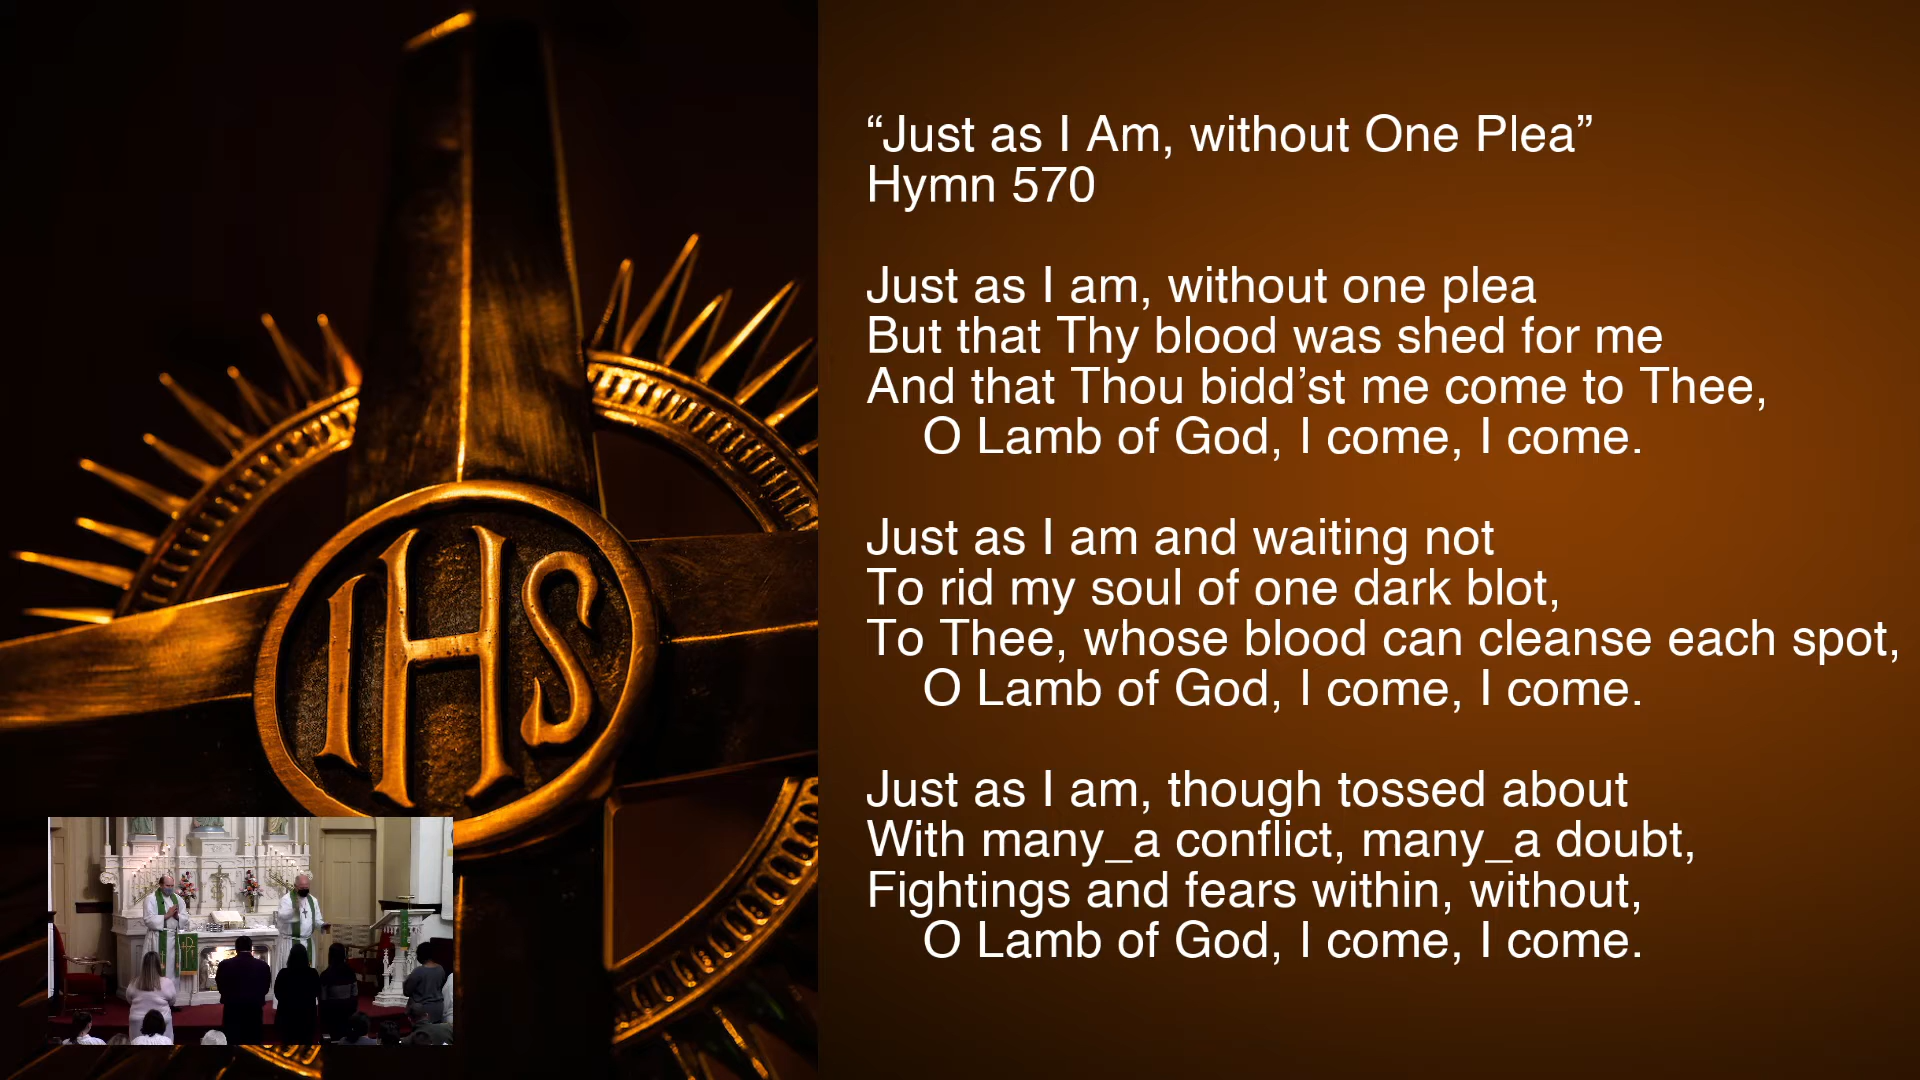 “Just as I Am, without One Plea”
Hymn 570
Just as I am, without one plea
But that Thy blood was shed for me
And that Thou bidd’st me come to Thee,
O Lamb of God, I come, I come.
Just as I am and waiting not
To rid my soul of one dark blot,
To Thee, whose blood can cleanse each spot,
O Lamb of God, I come, I come.
Just as I am, though tossed about
With many_a conflict, many_a doubt,
Fightings and fears within, without,
O Lamb of God, I come, I come.
IHS